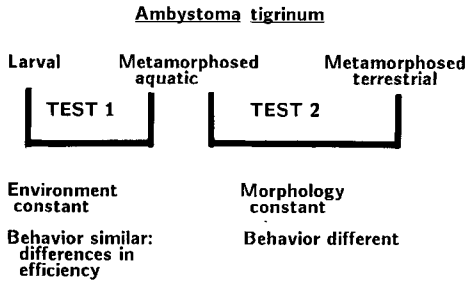 Ambystoma tigrinum
Larval Metamorphosed aquatic Metamorphosed terrestrial
TEST 1 TEST 2
Environment constant
Morphology constant
Behavior similar: differences in efficiency
Behavior different